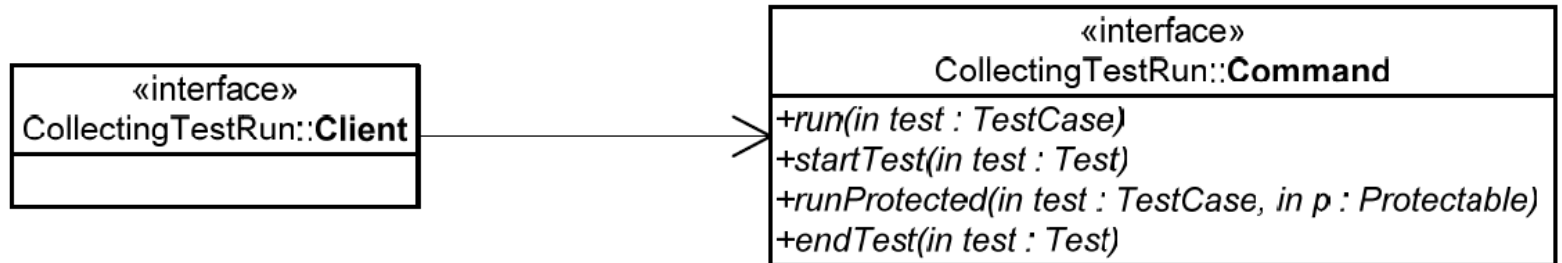 «interface»
CollectingTestRun::Client
«interface»
CollectingTestRun::Command
+run(in test : TestCase)
+startTest(in test : Test)
+runProtected(in test : TestCase, in p : Protectable)
+endTest(in test : Test)